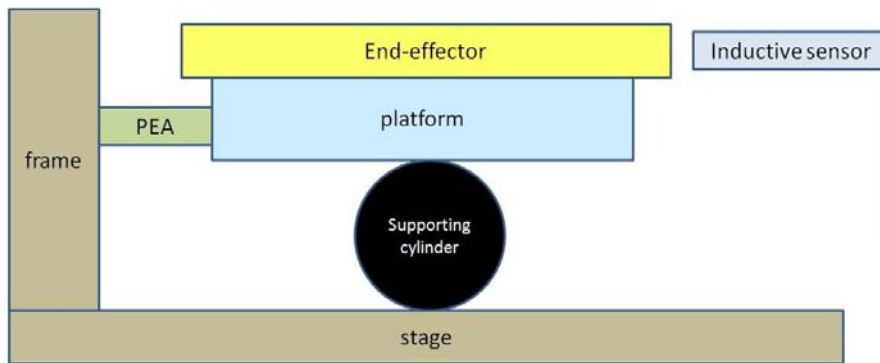 End-effector
Inductive sensor
PEA
platform
frame
Supporting
cylinder
stage